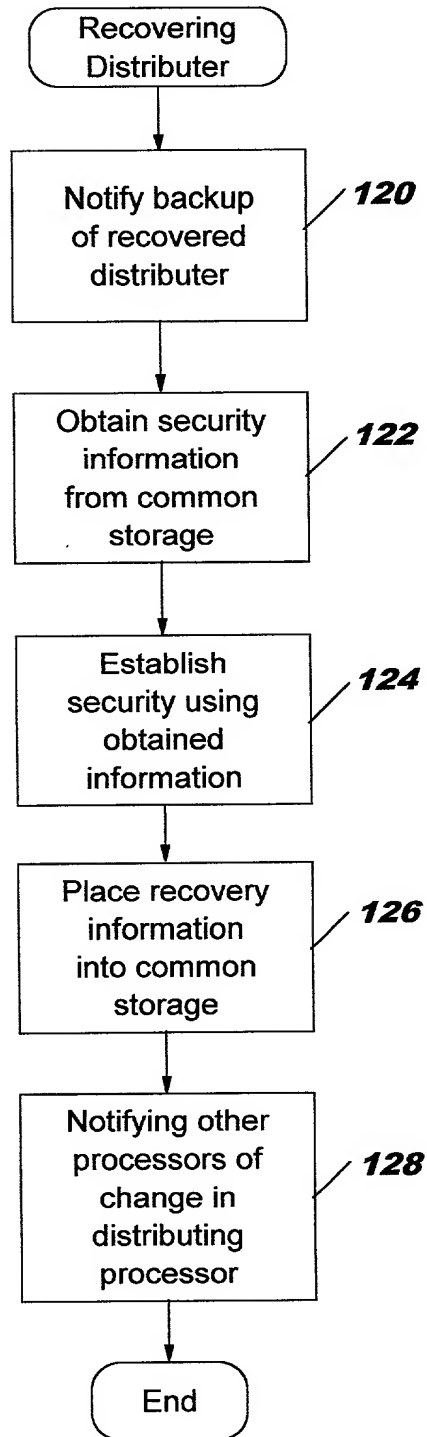 Recovering
Distributer
Notify backup
of recovered
distributer
120
Obtain security
information
from common
storage
122
Establish
security using
obtained
information
124
Place recovery
information
into common
storage
126
Notifying other
processors of
change in
distributing
processor
128
End